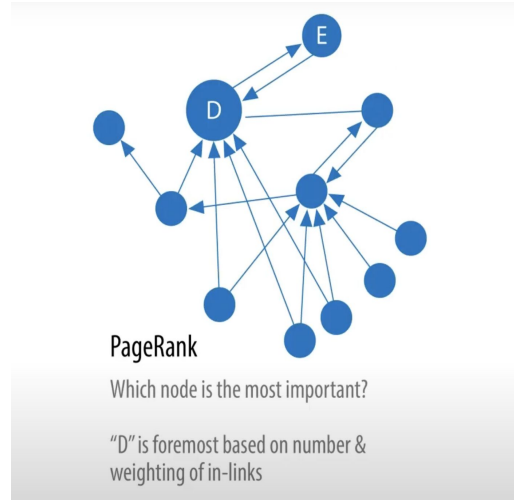 E
D
PageRank
Which node is the most important?
"D" is foremost based on number &
weighting of in-links